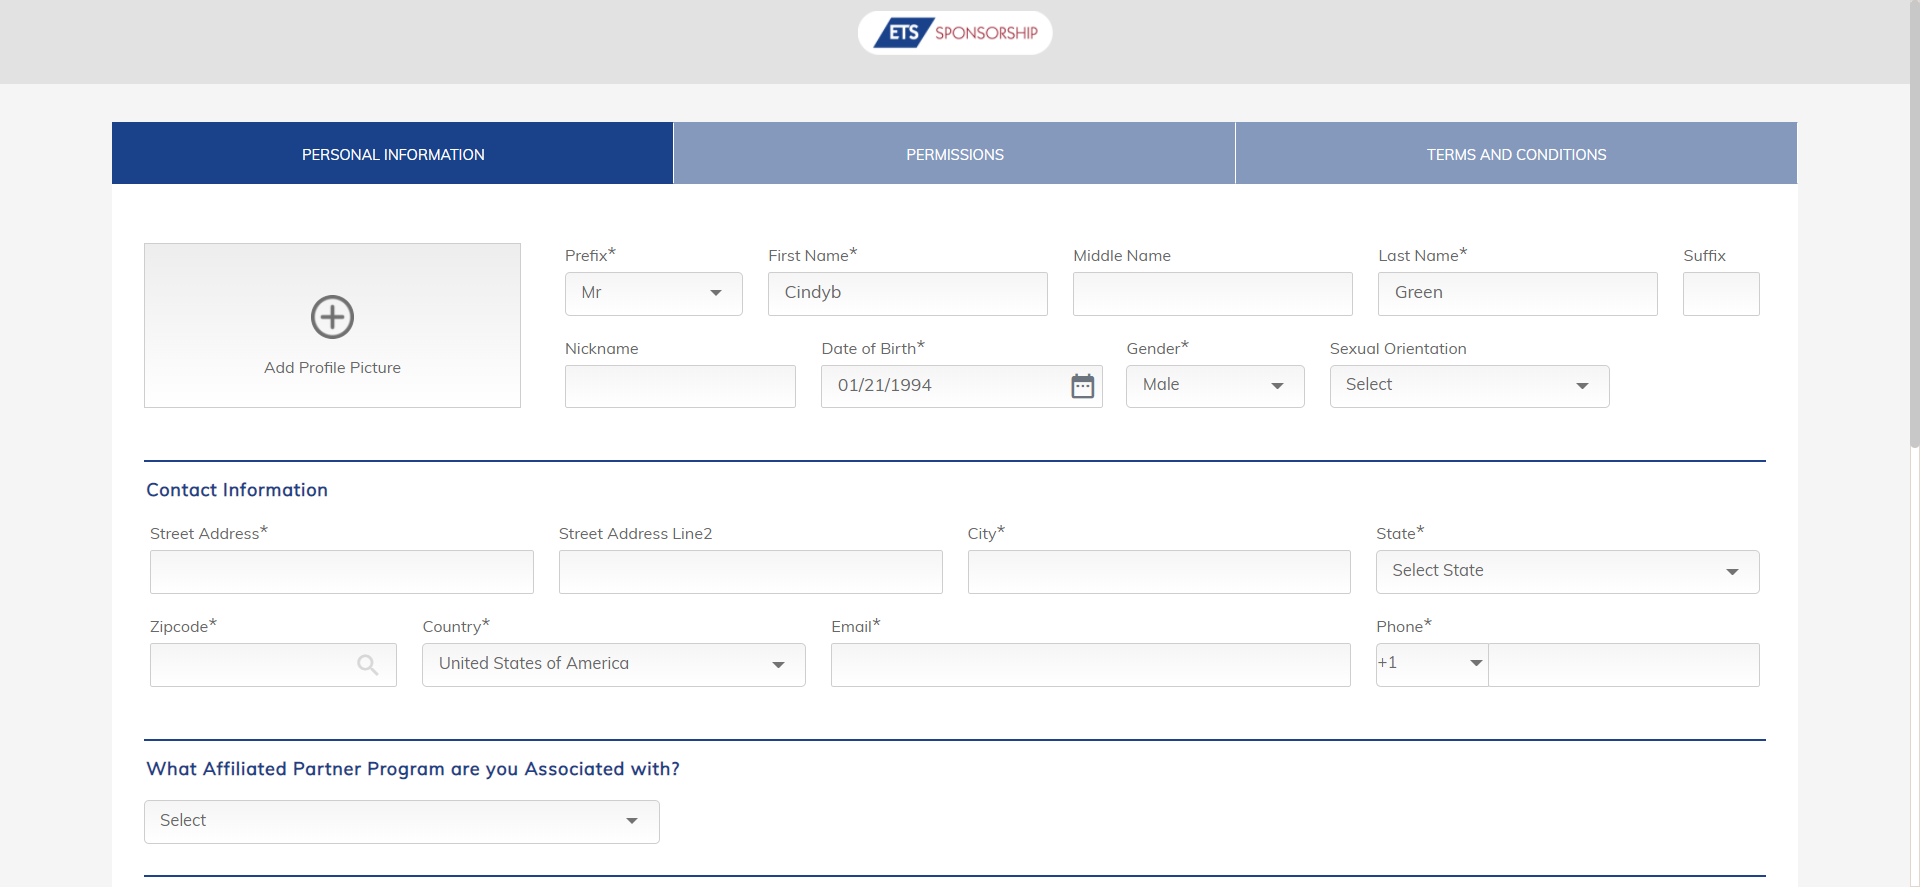 ETS SPONSORSHIP
PERSONAL INFORMATION
PERMISSIONS
TERMS AND CONDITIONS
Add Profile Picture
Prefix* First Name* Middle Name Last Name* Suffix
Mr Cindyb Green
Nickname Date of Birth* Gender* Sexual Orientation
01/21/1994 Male Select
Contact Information
Street Address* Street Address Line2 City* State*
Select State
Zipcode* Country* Email* Phone*
United States of America +1
What Affiliated Partner Program are you Associated with?
Select